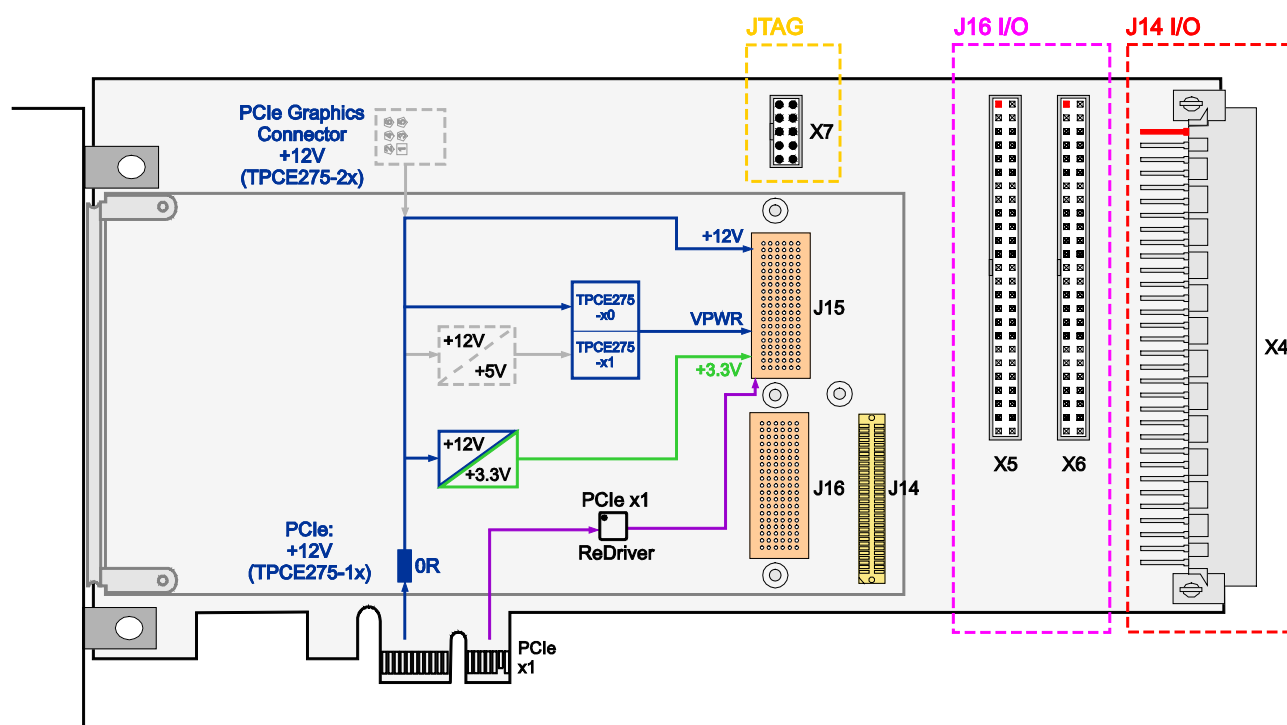 JTAG
J16 I/O
J14 I/O
PCIe Graphics
Connector
+12V
(TPCE275-2x)
1
X7
+12V
TPCE275
-x0
VPWR
J15
TPCE275
-x1
+12V
+5V
+3.3V
X4
+12V
+3.3V
X5
X6
J16
J14
PCIe x1
ReDriver
PCIe:
+12V
(TPCE275-1x)
0R
PCIe
x1